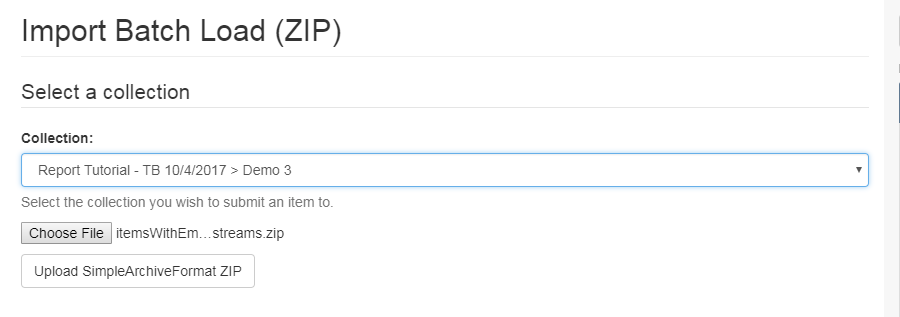 Import Batch Load (ZIP)
Select a collection
Collection:
Report Tutorial - TB 10/4/2017 > Demo 3
Select the collection you wish to submit an item to.
Choose File itemsWithEm…streams.zip
Upload SimpleArchiveFormat ZIP